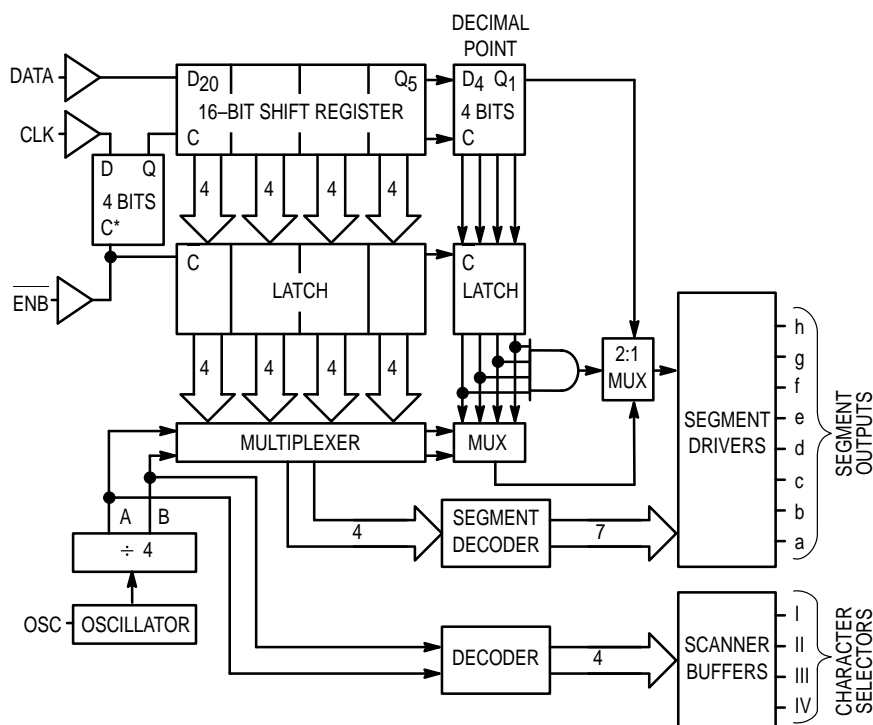 DECIMAL
POINT
DATA
D20
Q5
D4 Q1
16–BIT SHIFT REGISTER
4 BITS
CLK
C
C
D Q
4 BITS
C*
4
4
4
4
ENB
C
LATCH
C
LATCH
4
4
4
4
2:1
MUX
h
g
f
e
d
c
b
a
SEGMENT
DRIVERS
SEGMENT
OUTPUTS
MULTIPLEXER
MUX
A B
4
SEGMENT
DECODER
7
÷ 4
OSC
OSCILLATOR
DECODER
4
SCANNER
BUFFERS
I
II
III
IV
CHARACTER
SELECTORS